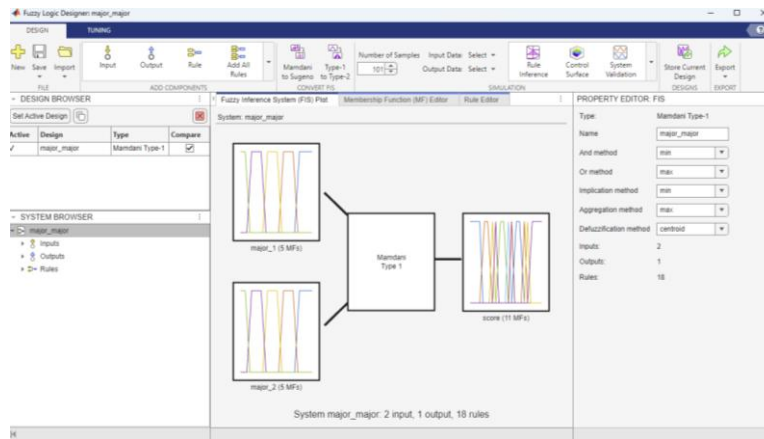 Fuzzy Logic Designer: major_major
DESIGN TUNING
New Save Import Input Output Rule Add All Rules Mamdani to Sugeno Type-1 to Type-2 Number of Samples 101 Input Data: Select Output Data: Select Rule Inference Control Surface System Validation Store Current Design Export
FILE ADD COMPONENTS CONVERT FIS SIMULATION DESIGNS EXPORT
DESIGN BROWSER
Set Active Design
Active Design Type Compare
major_major Mamdani Type-1
SYSTEM BROWSER
major_major
Inputs
Outputs
Rules
Fuzzy Inference System (FIS) Plot Membership Function (MF) Editor Rule Editor
System: major_major
major_1 (5 MFs)
Mamdani
Type 1
score (11 MFs)
major_2 (5 MFs)
System major_major: 2 input, 1 output, 18 rules
PROPERTY EDITOR: FIS
Type: Mamdani Type-1
Name major_major
And method min
Or method max
Implication method min
Aggregation method max
Defuzzification method centroid
Inputs: 2
Outputs: 1
Rules: 18